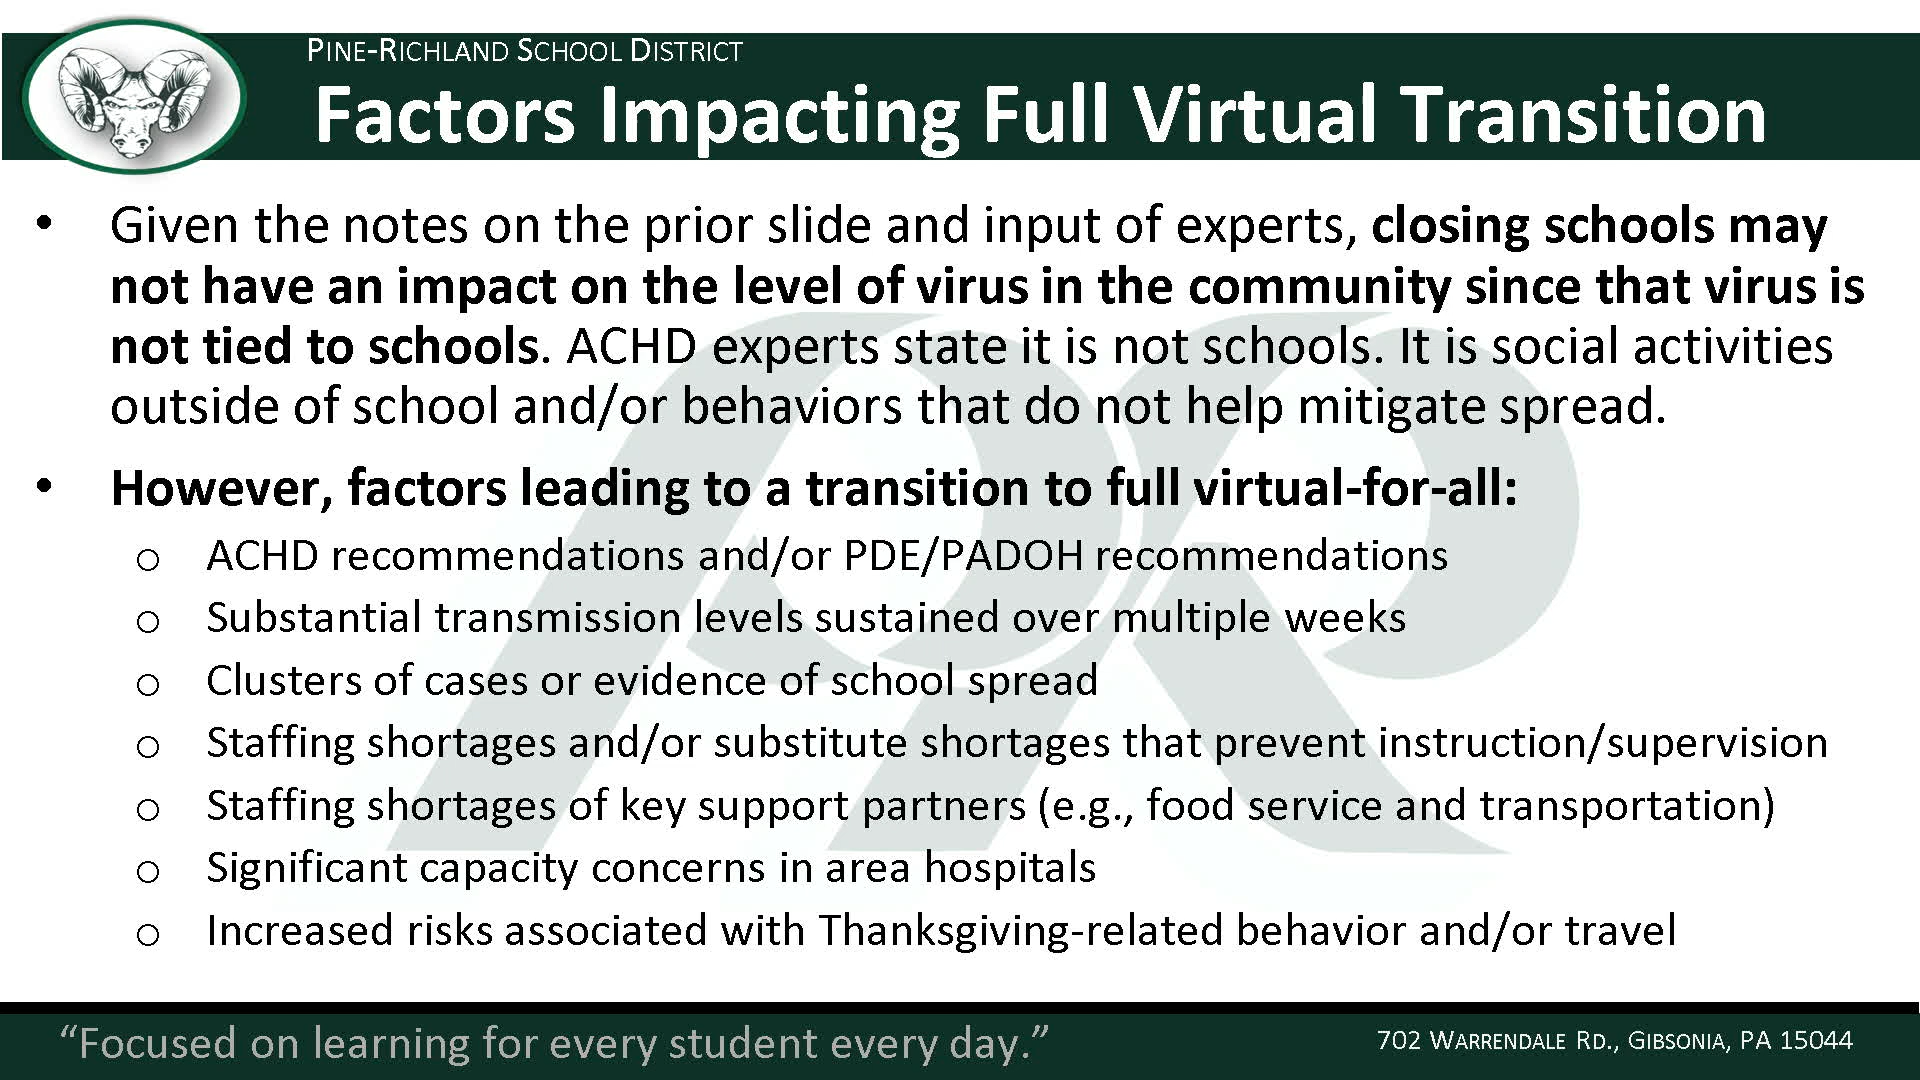 PINE-RICHLAND SCHOOL DISTRICT
Factors Impacting Full Virtual Transition
• Given the notes on the prior slide and input of experts, closing schools may
not have an impact on the level of virus in the community since that virus is
not tied to schools. ACHD experts state it is not schools. It is social activities
outside of school and/or behaviors that do not help mitigate spread.
• However, factors leading to a transition to full virtual-for-all:
o ACHD recommendations and/or PDE/PADOH recommendations
o Substantial transmission levels sustained over multiple weeks
o Clusters of cases or evidence of school spread
o Staffing shortages and/or substitute shortages that prevent instruction/supervision
o Staffing shortages of key support partners (e.g., food service and transportation)
o Significant capacity concerns in area hospitals
o Increased risks associated with Thanksgiving-related behavior and/or travel
“Focused on learning for every student every day.”
702 WARRENDALE RD., GIBSONIA, PA 15044